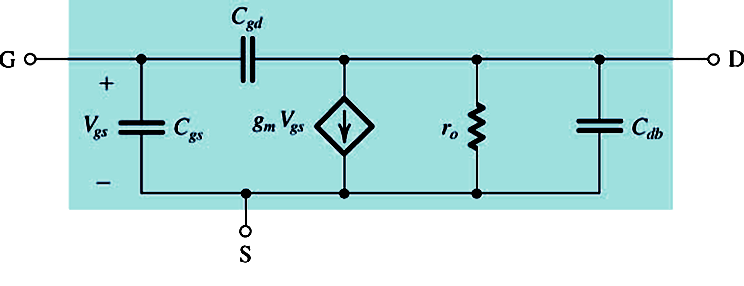 C_gd
G
D
+
V_gs
C_gs
g_m V_gs
r_o
C_db
−
S